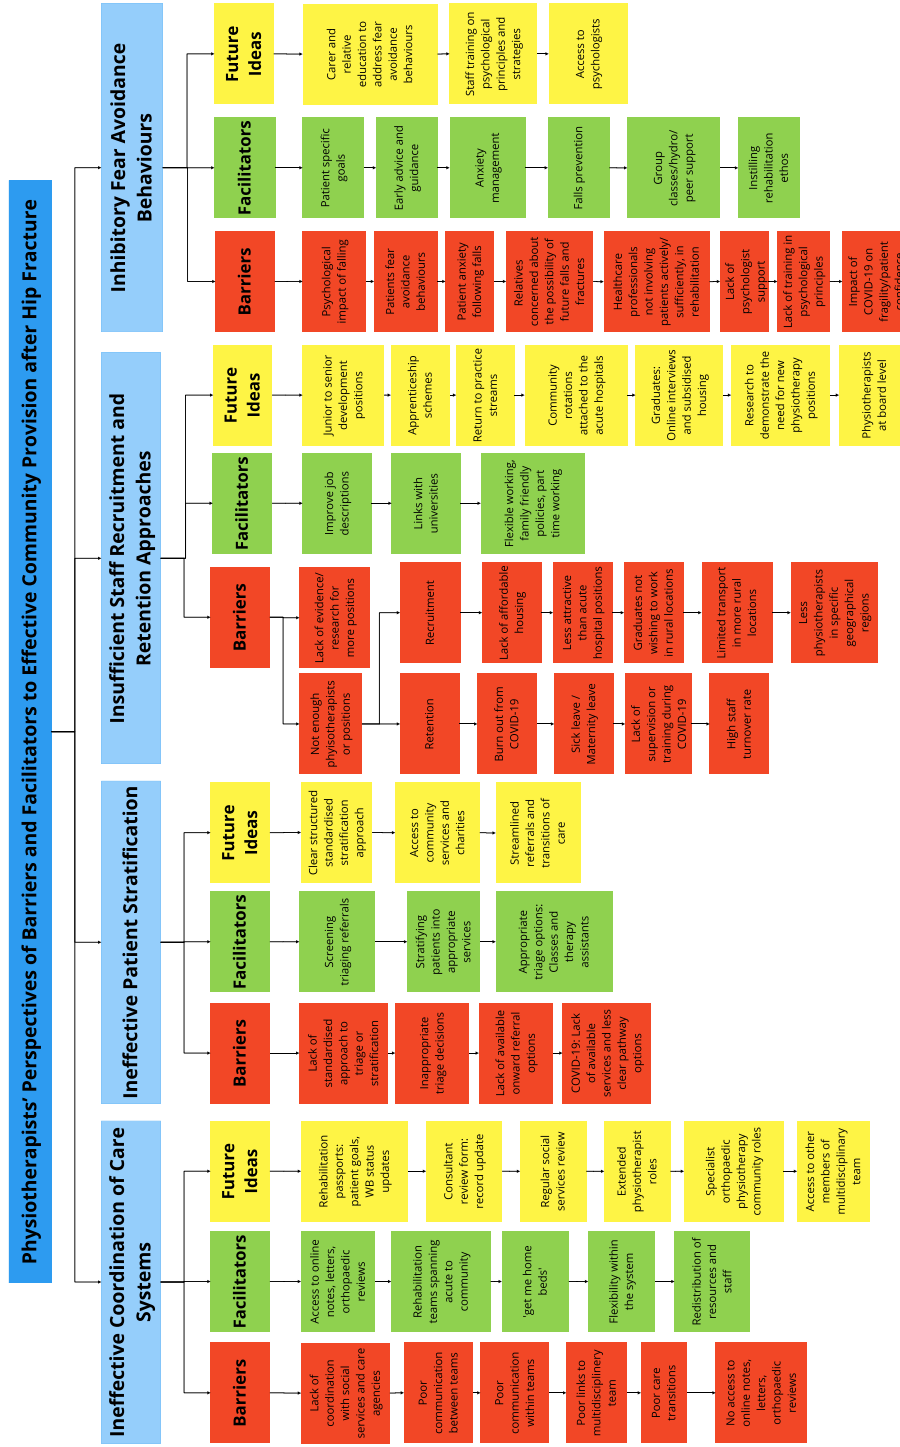 Physiotherapists’ Perspectives of Barriers and Facilitators to Effective Community Provision after Hip Fracture
Ineffective Coordination of Care
Systems
Barriers
Lack of
coordination
with social
services and care
agencies
Poor
communication
between teams
Poor
communication
within teams
Poor links to
multidisciplinery
team
Poor care
transitions
No access to
online notes,
letters,
orthopaedic
reviews
Facilitators
Access to online
notes, letters,
orthopaedic
reviews
Rehabilitation
teams spanning
acute to
community
'get me home
beds'
Flexibility within
the system
Redistribution of
resources and
staff
Future
Ideas
Rehabilitation
passports:
patient goals,
WB status
updates
Consultant
review form:
record update
Regular social
services review
Extended
physiotherapist
roles
Specialist
orthopaedic
physiotherapy
community roles
Access to other
members of
multidisciplinary
team
Ineffective Patient Stratification
Barriers
Lack of
standardised
approach to
triage or
stratification
Inappropriate
triage decisions
Lack of available
onward referral
options
COVID-19: Lack
of available
services and less
clear pathway
options
Facilitators
Screening
triaging referrals
Stratifying
patients into
appropriate
services
Appropriate
triage options:
Classes and
therapy
assistants
Future
Ideas
Clear structured
standardised
stratification
approach
Access to
community
services and
charities
Streamlined
referrals and
transitions of
care
Insufficient Staff Recruitment and
Retention Approaches
Barriers
Not enough
phyisotherapists
or positions
Lack of evidence/
research for
more positions
Retention
Burn out from
COVID-19
Sick leave /
Maternity leave
Lack of
supervision or
training during
COVID-19
High staff
turnover rate
Recruitment
Lack of affordable
housing
Less attractive
than acute
hospital positions
Graduates not
wishing to work
in rural locations
Limited transport
in more rural
locations
Less
physiotherapists
in specific
geographical
regions
Facilitators
Improve job
descriptions
Links with
universities
Flexible working,
family friendly
policies, part
time working
Future
Ideas
Junior to senior
development
positions
Apprenticeship
schemes
Return to practice
streams
Community
rotations
attached to the
acute hospitals
Graduates:
Online interviews
and subsidised
housing
Research to
demonstrate the
need for new
physiotherapy
positions
Physiotherapists
at board level
Inhibitory Fear Avoidance
Behaviours
Barriers
Psychological
impact of falling
Patients fear
avoidance
behaviours
Patient anxiety
following falls
Relatives
concerned about
the possibility of
future falls and
fractures
Healthcare
professionals
not involving
patients actively/
sufficiently, in
rehabilitation
Lack of
psychologist
support
Lack of training in
psychological
principles
Impact of
COVID-19 on
fragility/patient
confidence
Facilitators
Patient specific
goals
Early advice and
guidance
Anxiety
management
Falls prevention
Group
classes/hydro/
peer support
Instilling
rehabilitation
ethos
Future
Ideas
Carer and
relative
education to
address fear
avoidance
behaviours
Staff training on
psychological
principles and
strategies
Access to
psychologists